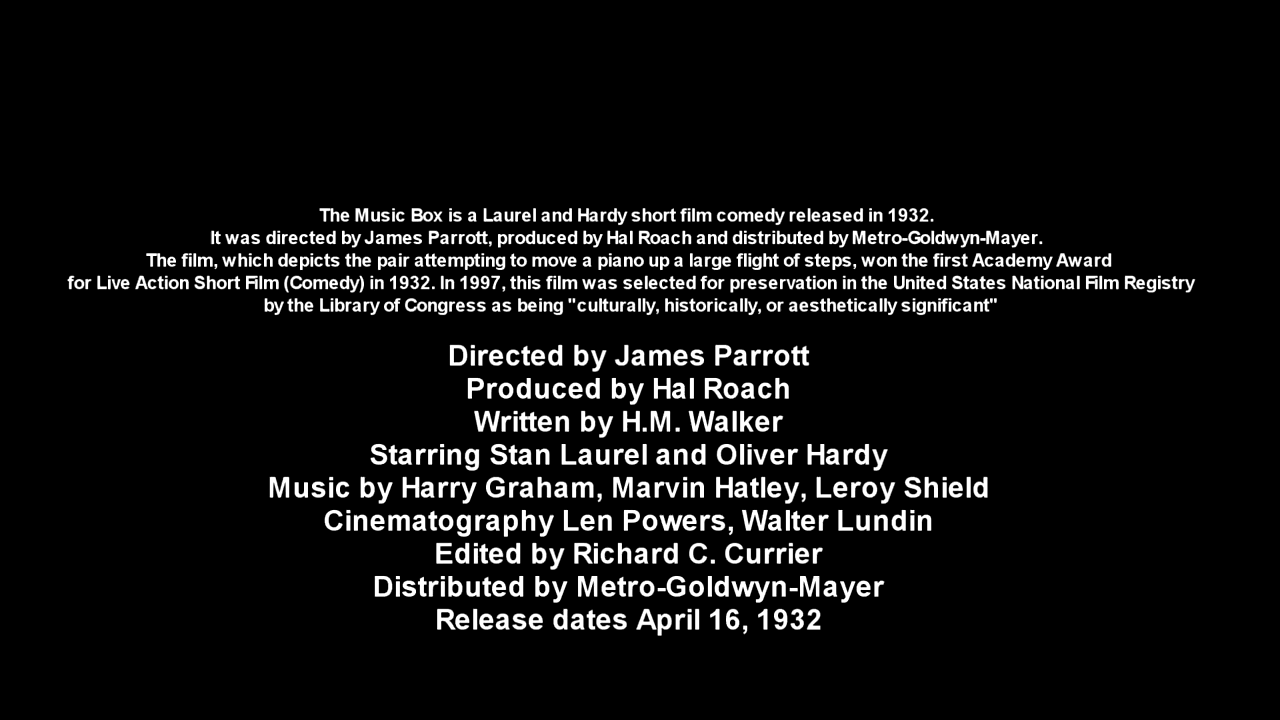 The Music Box is a Laurel and Hardy short film comedy released in 1932.
It was directed by James Parrott, produced by Hal Roach and distributed by Metro-Goldwyn-Mayer.
The film, which depicts the pair attempting to move a piano up a large flight of steps, won the first Academy Award
for Live Action Short Film (Comedy) in 1932. In 1997, this film was selected for preservation in the United States National Film Registry
by the Library of Congress as being "culturally, historically, or aesthetically significant"
Directed by James Parrott
Produced by Hal Roach
Written by H.M. Walker
Starring Stan Laurel and Oliver Hardy
Music by Harry Graham, Marvin Hatley, Leroy Shield
Cinematography Len Powers, Walter Lundin
Edited by Richard C. Currier
Distributed by Metro-Goldwyn-Mayer
Release dates April 16, 1932